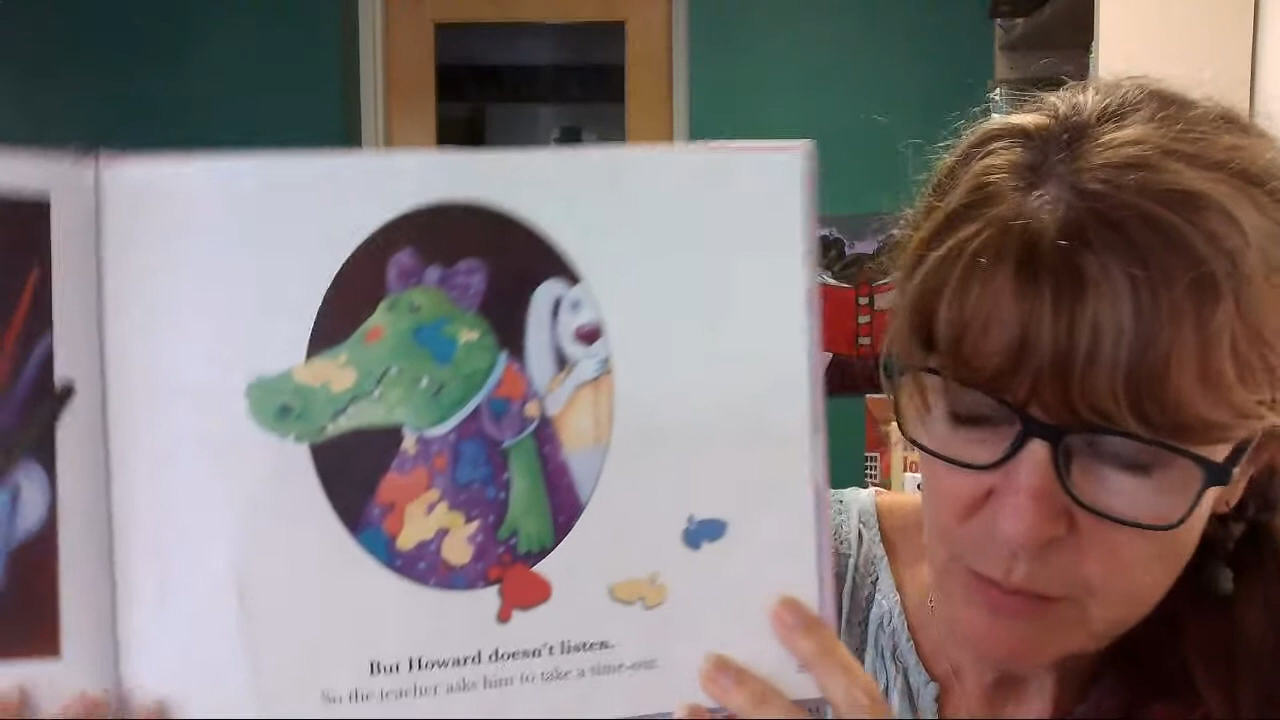 But Howard doesn't listen.
So the teacher asks him to take a time-out.